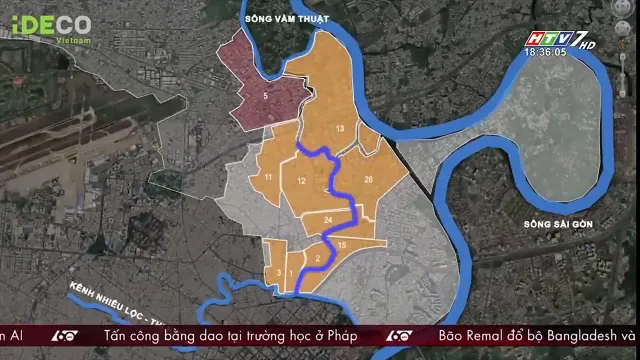 iDECO
Vietnam
SÔNG VÀM THUẬT
HTV7 HD
18:36:05
5
13
11
12
26
24
15
2
3
1
SÔNG SÀI GÒN
KÊNH NHIÊU LỘC - TH
n AI
60
Tấn công bằng dao tại trường học ở Pháp
60
Bão Remal đổ bộ Bangladesh và